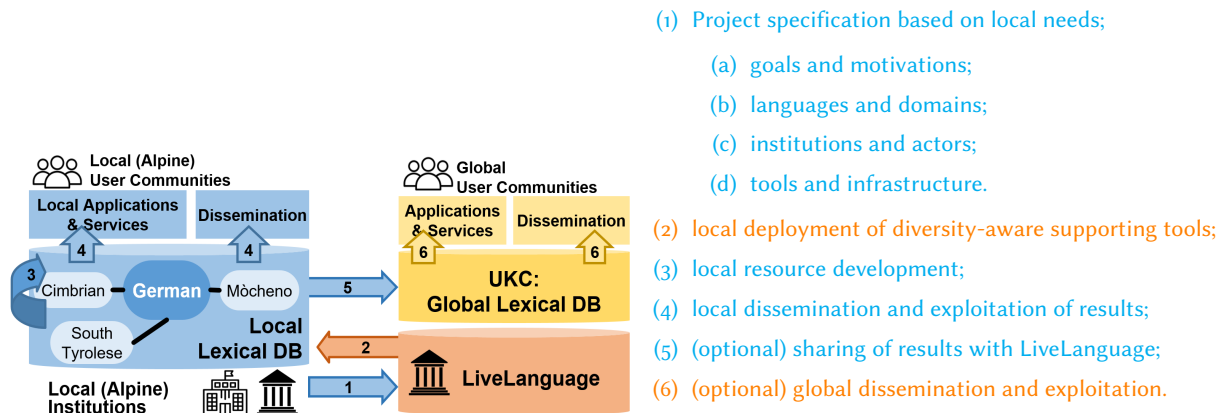 Local (Alpine)
User Communities
Local Applications
& Services
Dissemination
4
4
3
Cimbrian
German
Mòcheno
South
Tyrolese
Local
Lexical DB
Local (Alpine)
Institutions
5
2
1
Global
User Communities
Applications
& Services
Dissemination
6
6
UKC:
Global Lexical DB
LiveLanguage
(1) Project specification based on local needs;
(a) goals and motivations;
(b) languages and domains;
(c) institutions and actors;
(d) tools and infrastructure.
(2) local deployment of diversity-aware supporting tools;
(3) local resource development;
(4) local dissemination and exploitation of results;
(5) (optional) sharing of results with LiveLanguage;
(6) (optional) global dissemination and exploitation.